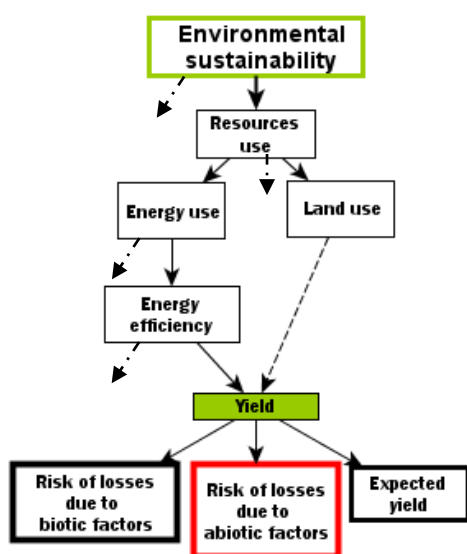 Environmental
sustainability
Resources
use
Energy use
Land use
Energy
efficiency
Yield
Risk of losses
due to
biotic factors
Risk of losses
due to
abiotic factors
Expected
yield